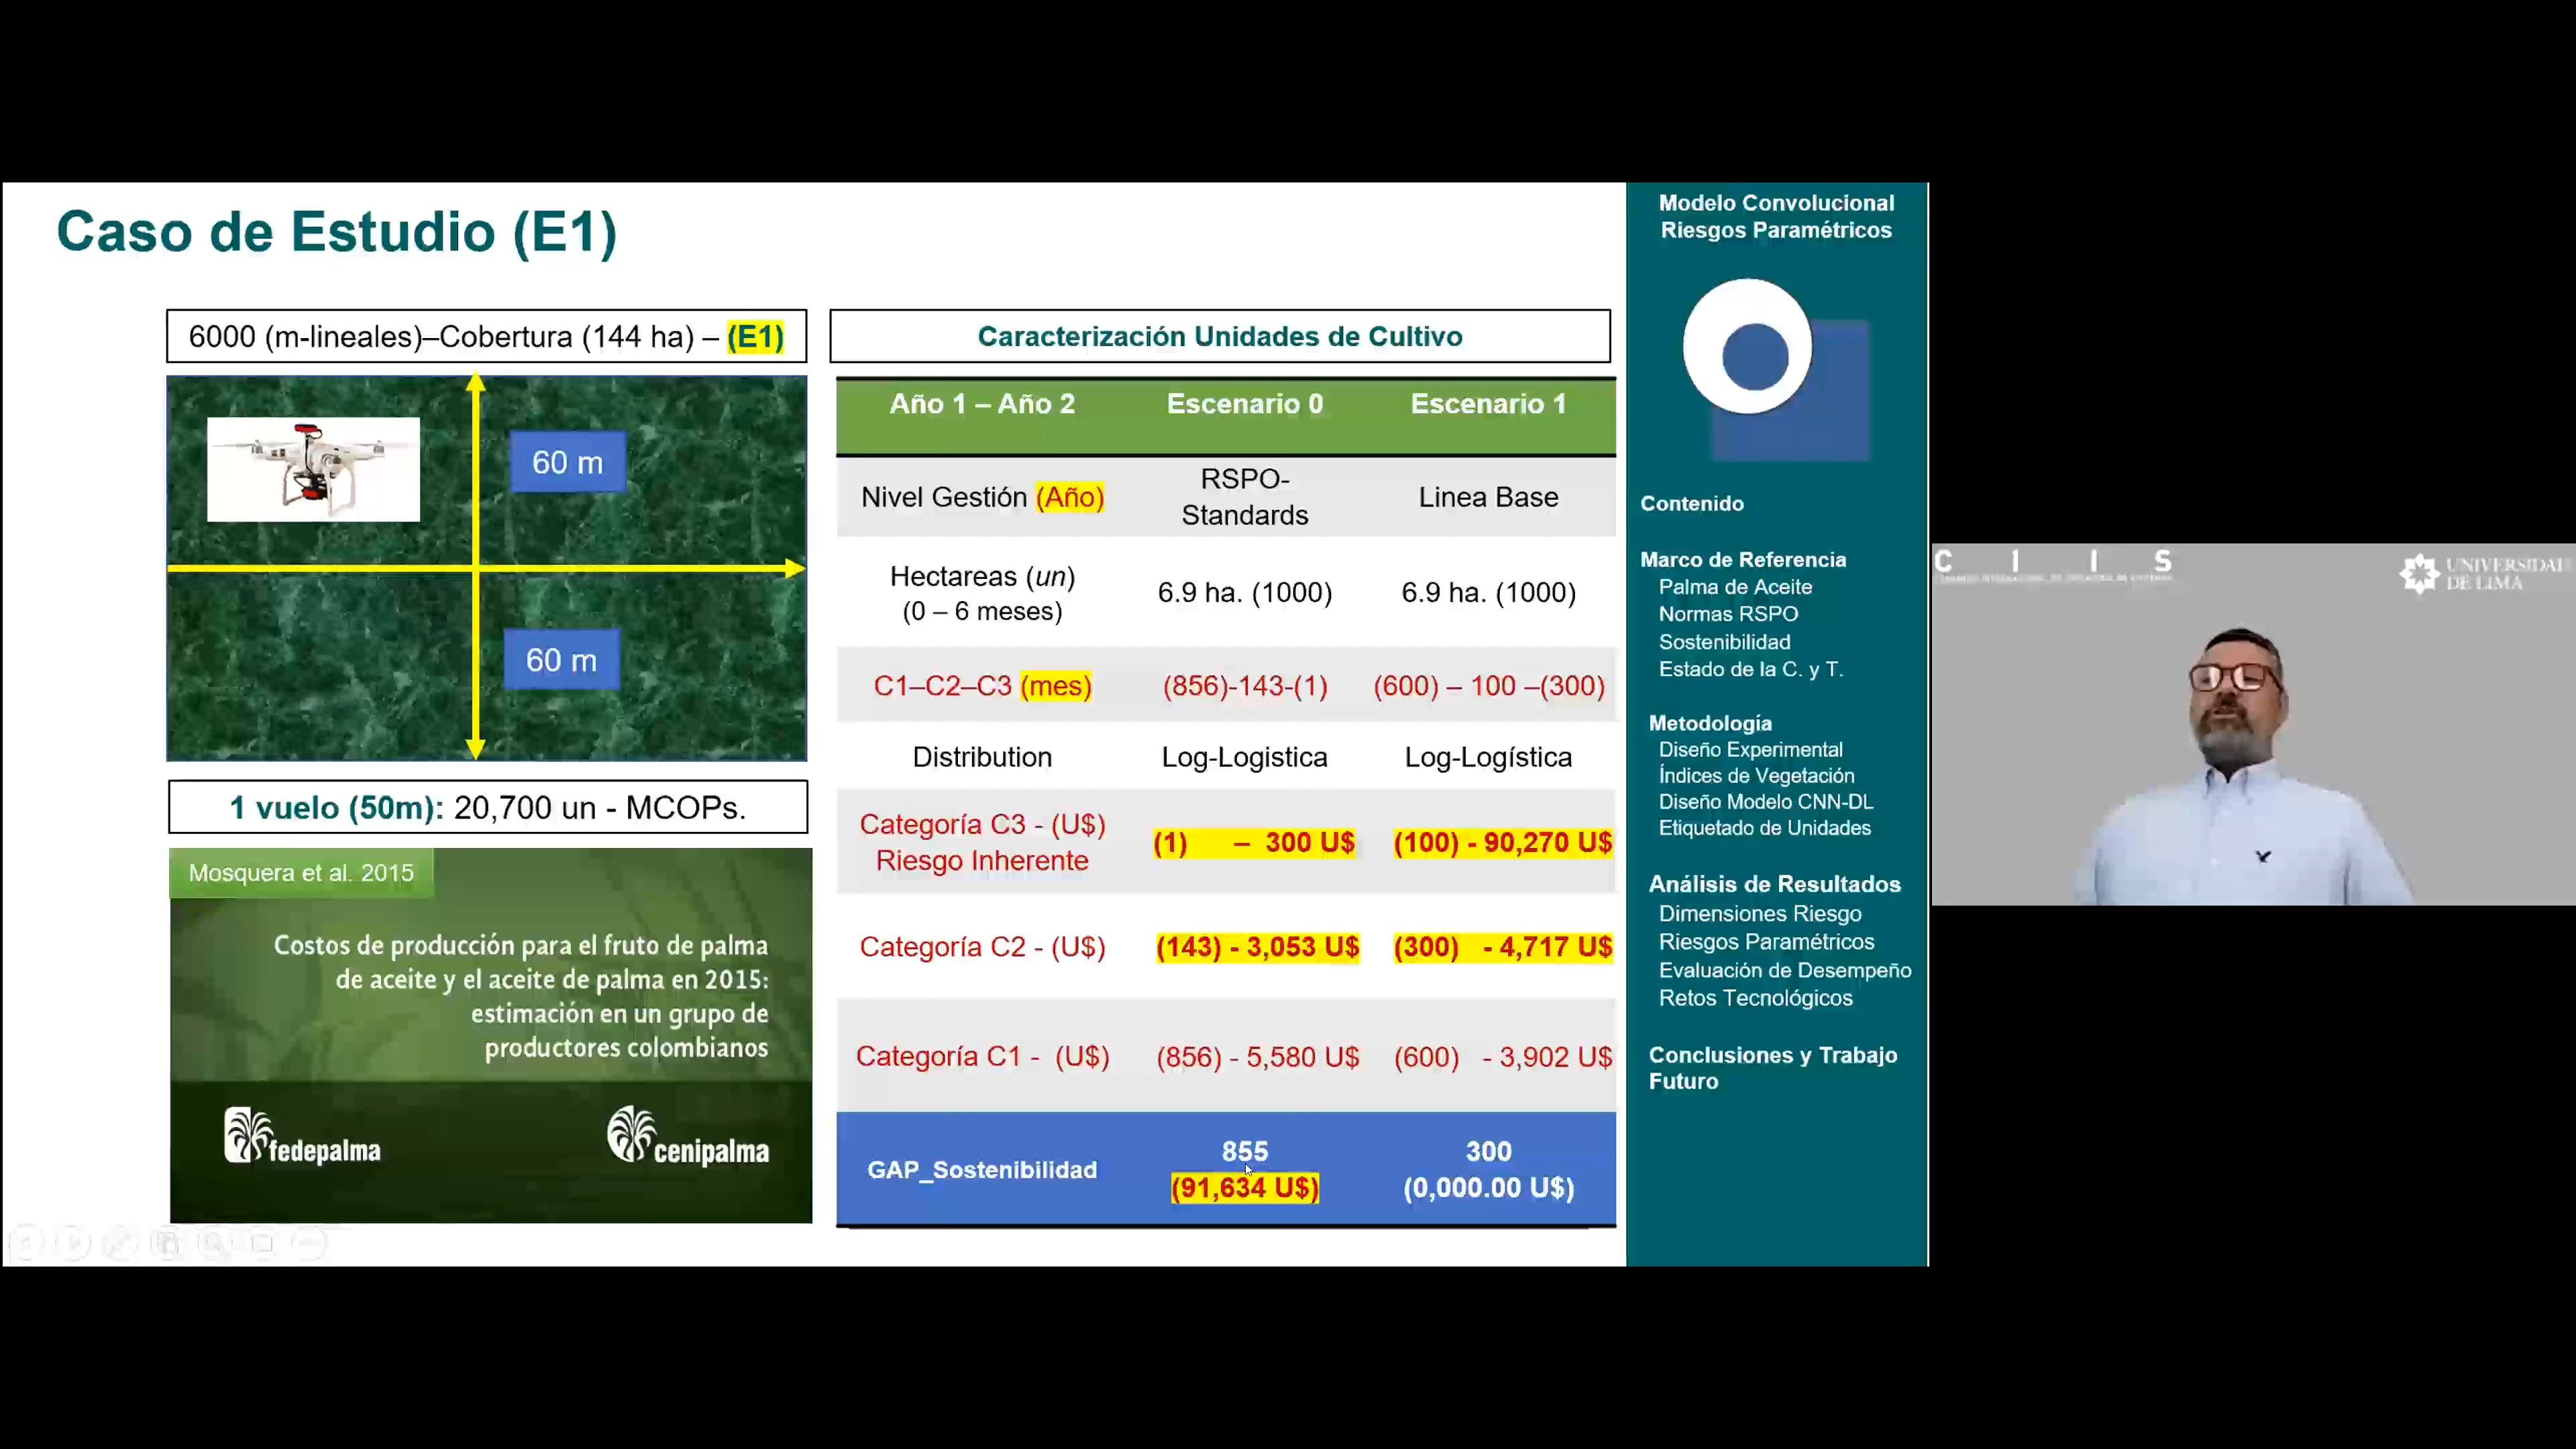 Caso de Estudio (E1)
6000 (m-lineales)–Cobertura (144 ha) – (E1)
60 m
60 m
1 vuelo (50m): 20,700 un - MCOPs.
Mosquera et al. 2015
Costos de producción para el fruto de palma
de aceite y el aceite de palma en 2015:
estimación en un grupo de
productores colombianos
fedepalma
cenipalma
Caracterización Unidades de Cultivo
Año 1 – Año 2 Escenario 0 Escenario 1
Nivel Gestión (Año) RSPO- Standards Linea Base
Hectareas (un) (0 – 6 meses) 6.9 ha. (1000) 6.9 ha. (1000)
C1–C2–C3 (mes) (856)-143-(1) (600) – 100 –(300)
Distribution Log-Logistica Log-Logística
Categoría C3 - (U$) Riesgo Inherente (1) – 300 U$ (100) - 90,270 U$
Categoría C2 - (U$) (143) - 3,053 U$ (300) - 4,717 U$
Categoría C1 - (U$) (856) - 5,580 U$ (600) - 3,902 U$
GAP_Sostenibilidad 855 (91,634 U$) 300 (0,000.00 U$)
Modelo Convolucional
Riesgos Paramétricos
Contenido
Marco de Referencia
Palma de Aceite
Normas RSPO
Sostenibilidad
Estado de la C. y T.
Metodología
Diseño Experimental
Índices de Vegetación
Diseño Modelo CNN-DL
Etiquetado de Unidades
Análisis de Resultados
Dimensiones Riesgo
Riesgos Paramétricos
Evaluación de Desempeño
Retos Tecnológicos
Conclusiones y Trabajo
Futuro
C I I S
UNIVERSIDAD
DE LIMA